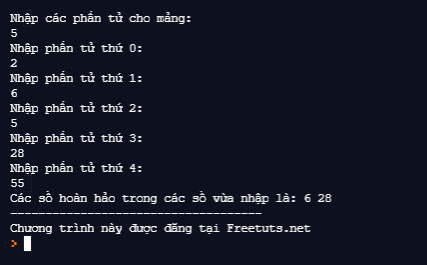 Nhập các phần tử cho mảng:
5
Nhập phần tử thứ 0:
2
Nhập phần tử thứ 1:
6
Nhập phần tử thứ 2:
5
Nhập phần tử thứ 3:
28
Nhập phần tử thứ 4:
55
Các số hoàn hảo trong các số vừa nhập là: 6 28
------------------------------------
Chương trình này được đăng tại Freetuts.net
>